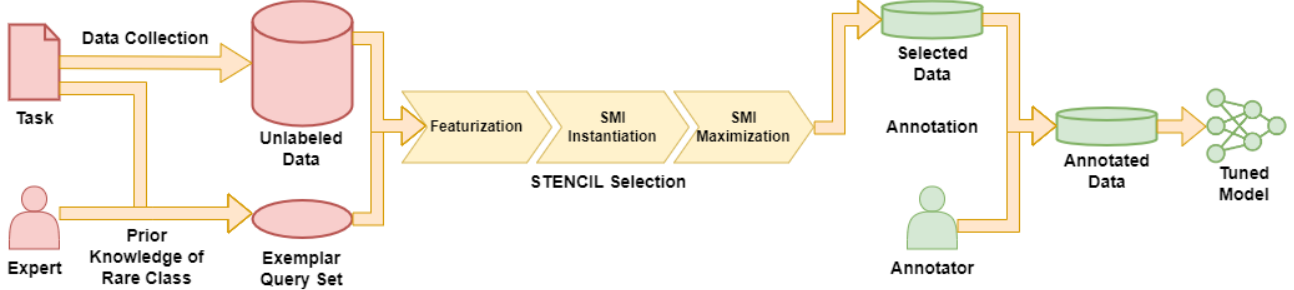 Data Collection
Task
Unlabeled
Data
Expert
Prior
Knowledge of
Rare Class
Exemplar
Query Set
Featurization
SMI
Instantiation
SMI
Maximization
STENCIL Selection
Selected
Data
Annotation
Annotator
Annotated
Data
Tuned
Model